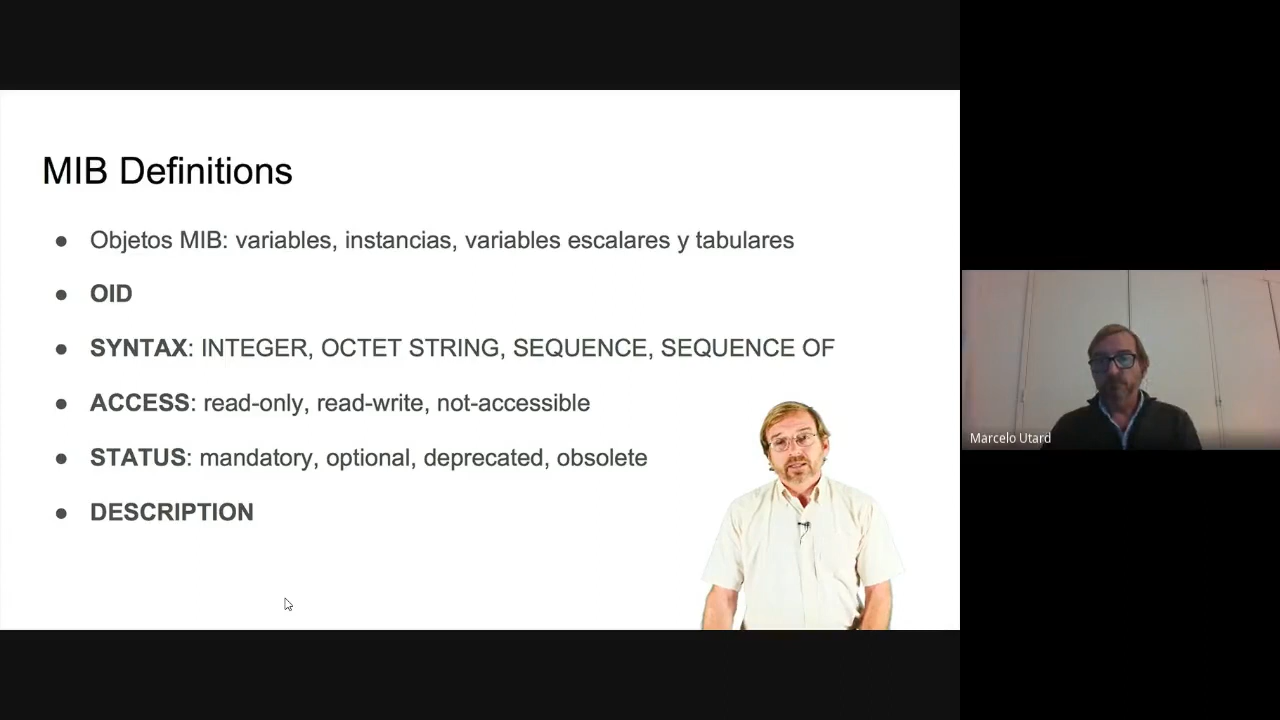 MIB Definitions
● Objetos MIB: variables, instancias, variables escalares y tabulares
● OID
● SYNTAX: INTEGER, OCTET STRING, SEQUENCE, SEQUENCE OF
● ACCESS: read-only, read-write, not-accessible
● STATUS: mandatory, optional, deprecated, obsolete
● DESCRIPTION
Marcelo Utard